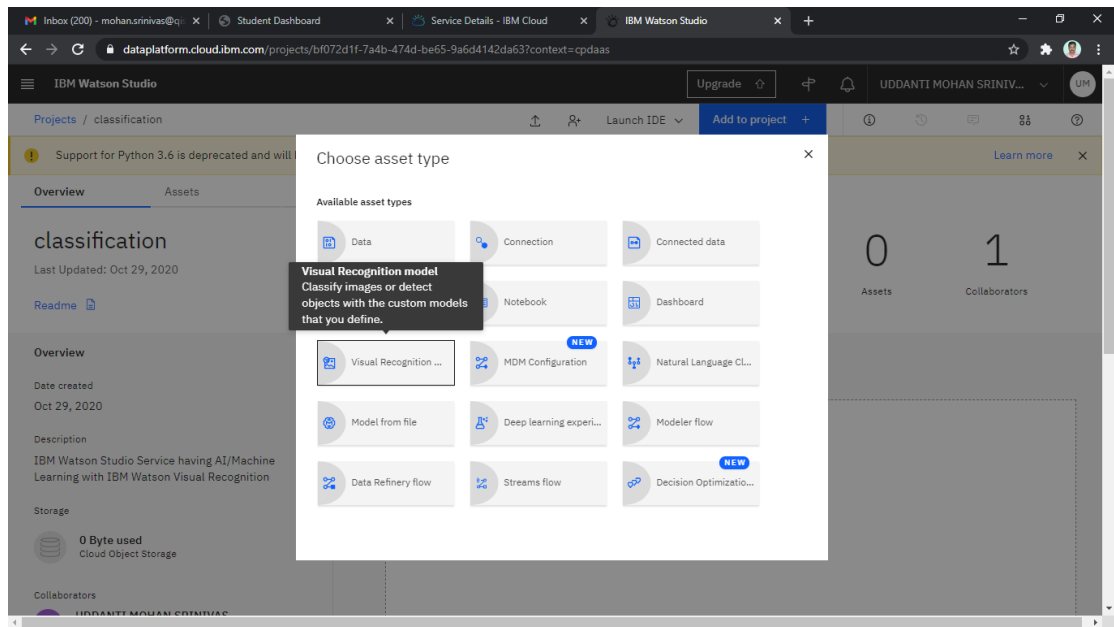 Inbox (200) - mohan.srinivas@qi
Student Dashboard
Service Details - IBM Cloud
IBM Watson Studio
dataplatform.cloud.ibm.com/projects/bf072d1f-7a4b-474d-be65-9a6d4142da63?context=cpdaas
IBM Watson Studio
Upgrade
UDDANTI MOHAN SRINIV...
UM
Projects / classification
Launch IDE
Add to project +
Support for Python 3.6 is deprecated and will
Learn more
Overview
Assets
classification
Last Updated: Oct 29, 2020
Readme
0
Assets
1
Collaborators
Choose asset type
Available asset types
Data
Connection
Connected data
Visual Recognition model
Classify images or detect
objects with the custom models
that you define.
Notebook
Dashboard
Visual Recognition ...
NEW
MDM Configuration
Natural Language Cl...
Model from file
Deep learning experi...
Modeler flow
Data Refinery flow
Streams flow
NEW
Decision Optimizatio...
Overview
Date created
Oct 29, 2020
Description
IBM Watson Studio Service having AI/Machine
Learning with IBM Watson Visual Recognition
Storage
0 Byte used
Cloud Object Storage
Collaborators
UDDANTI MOHAN SRINIVAS